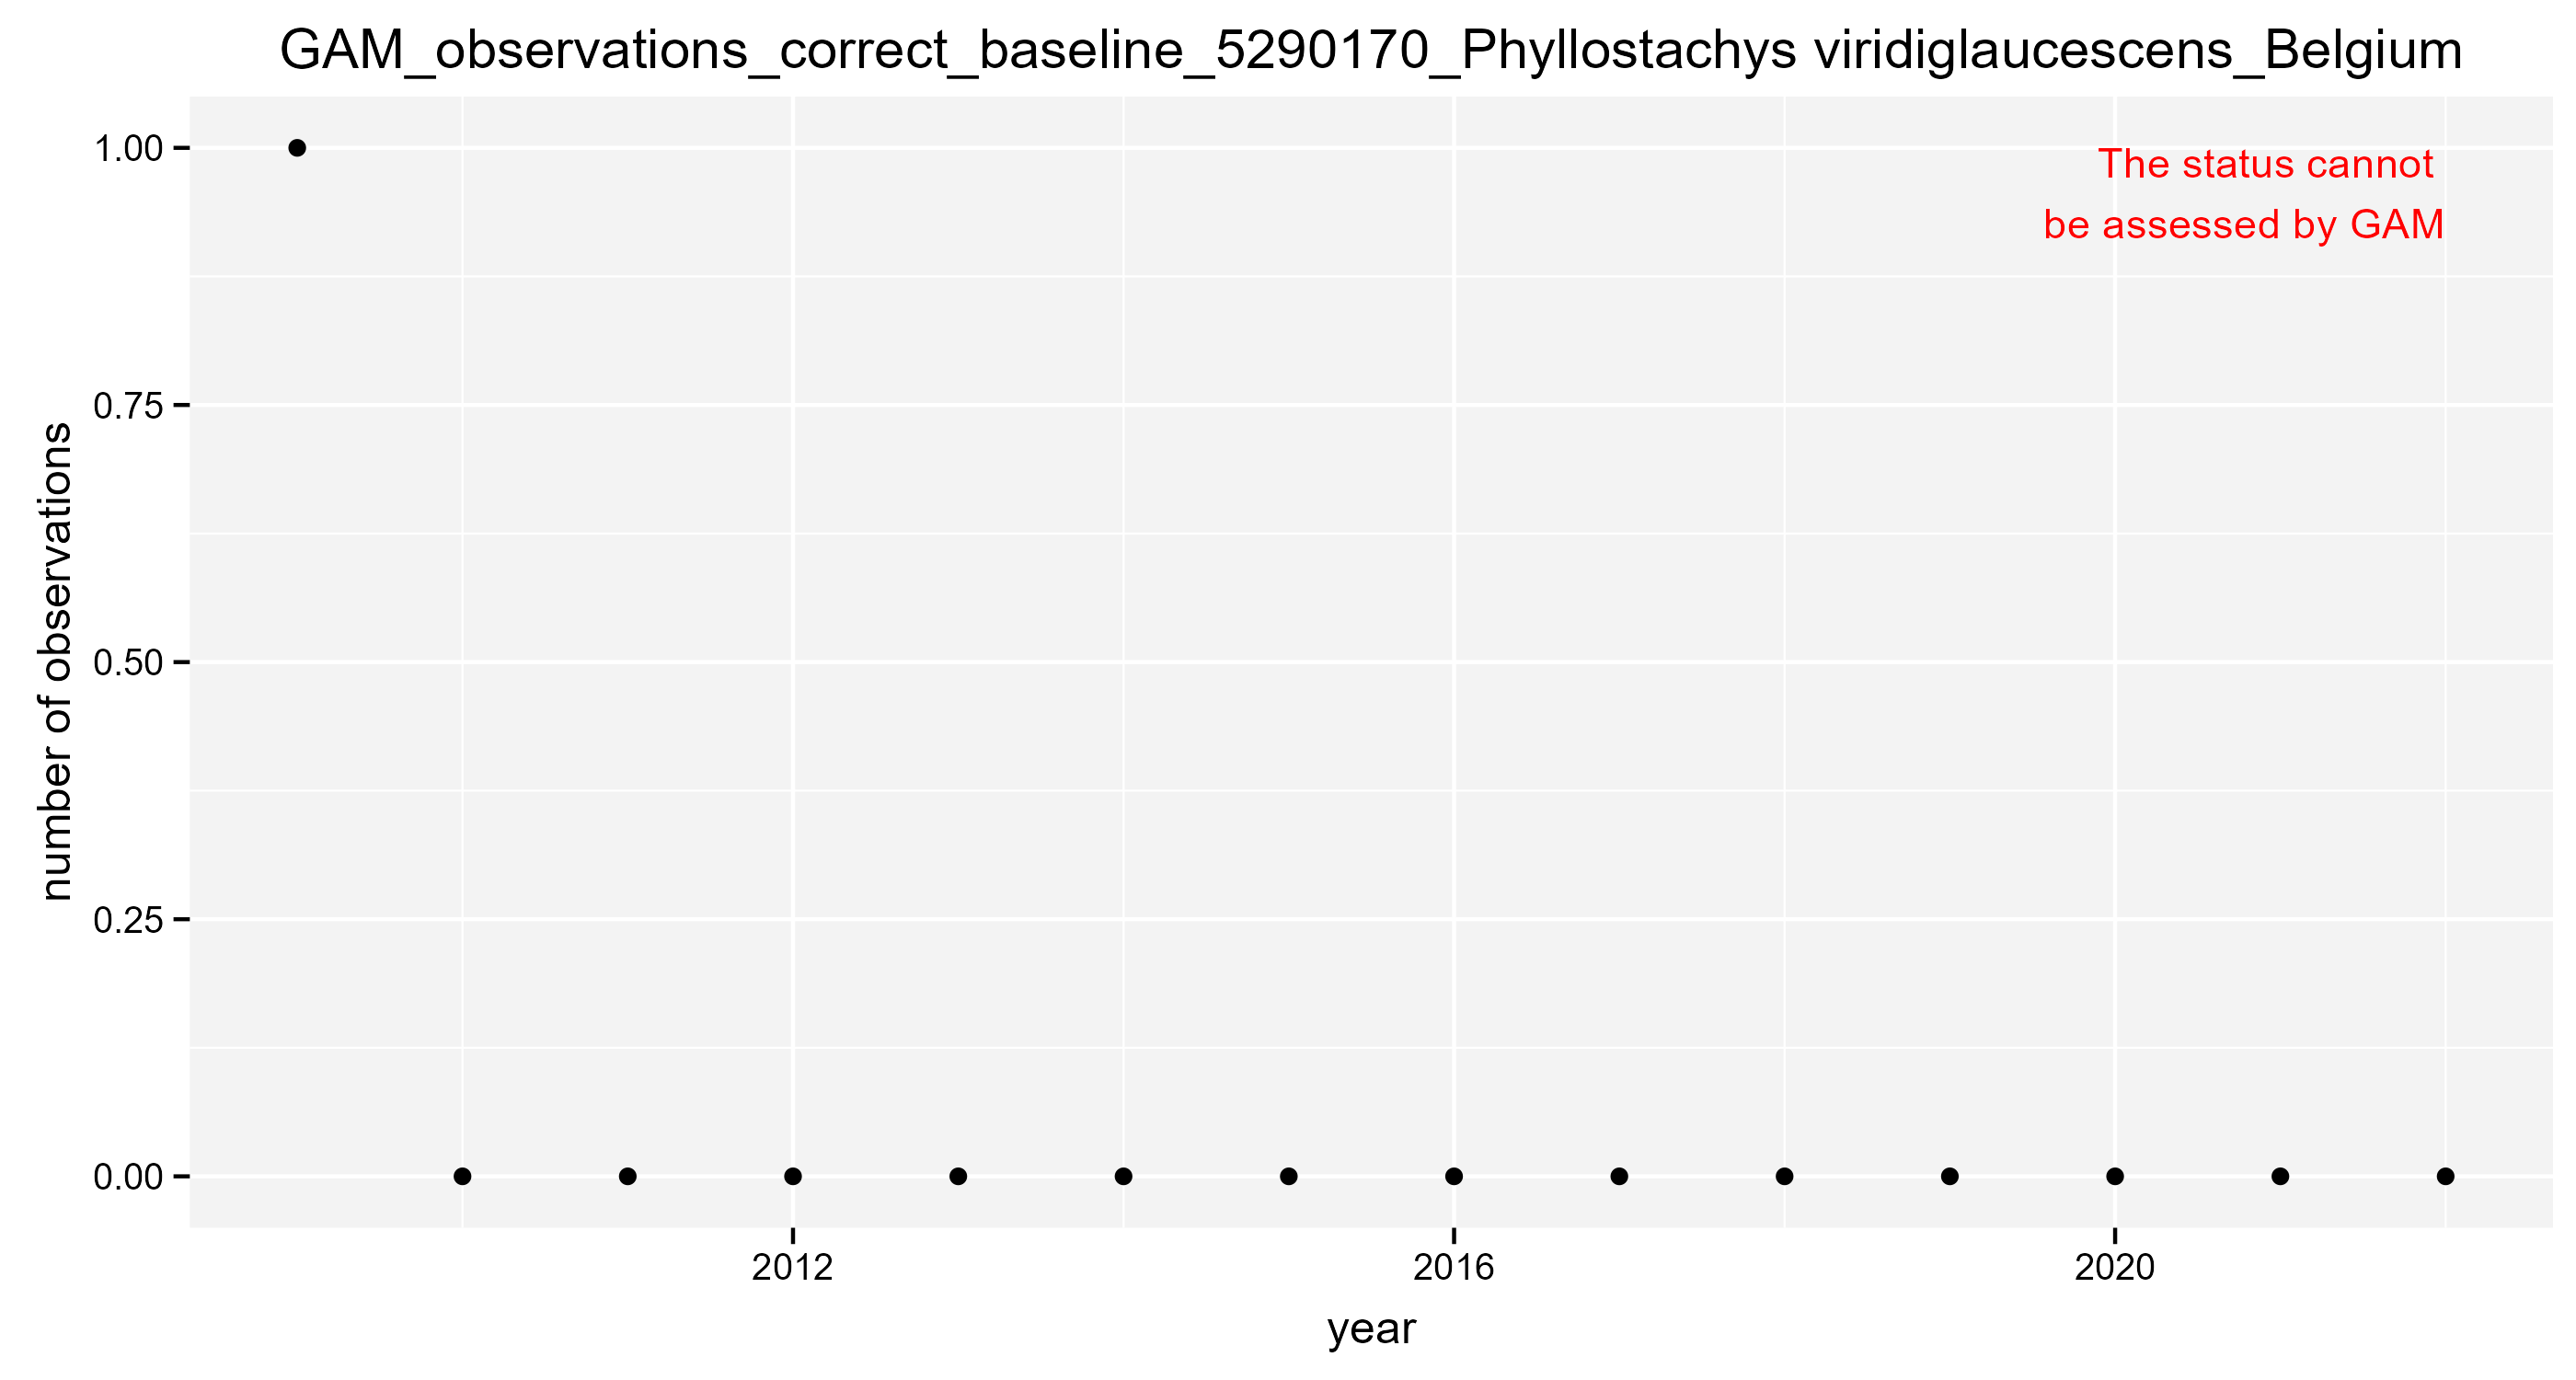 GAM_observations_correct_baseline_5290170_Phyllostachys viridiglaucescens_Belgium
The status cannot
be assessed by GAM
number of observations
1.00
0.75
0.50
0.25
0.00
2012
2016
2020
year